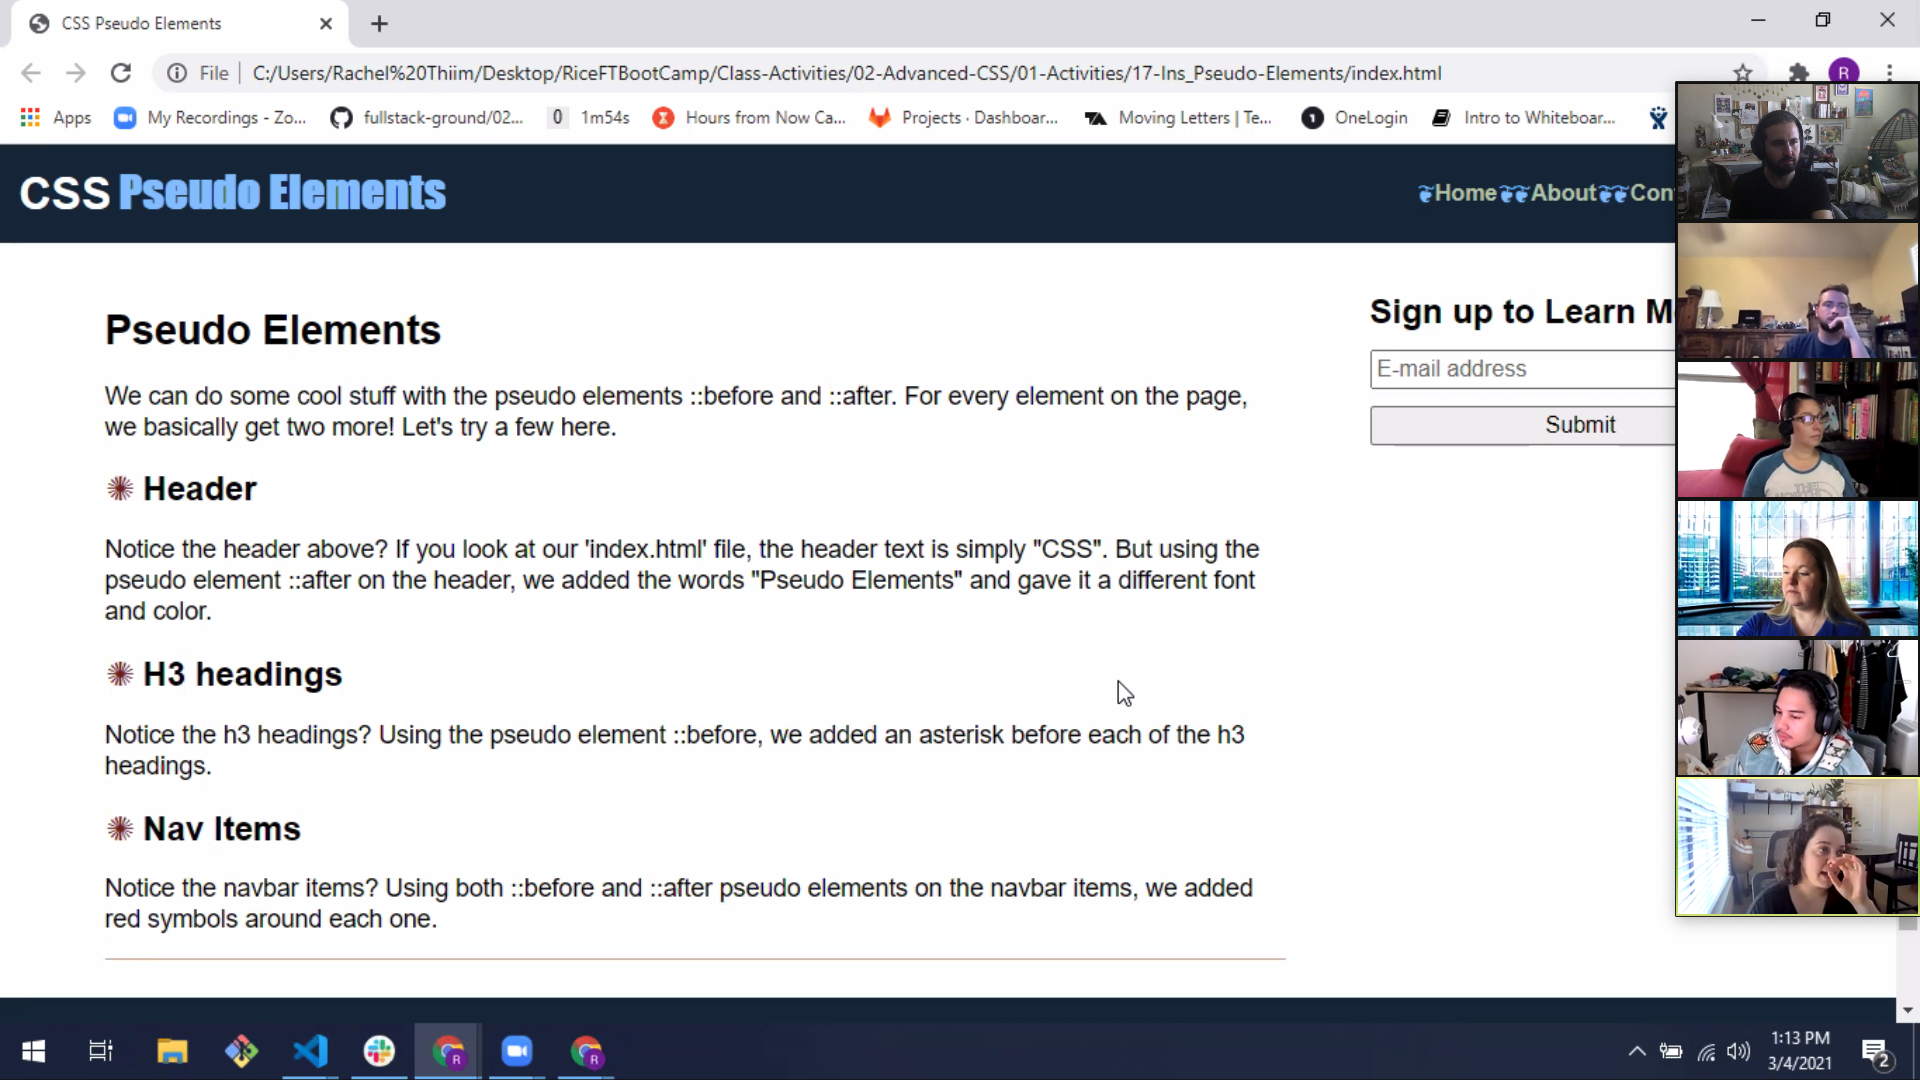 CSS Pseudo Elements
File
C:/Users/Rachel%20Thiim/Desktop/RiceFTBootCamp/Class-Activities/02-Advanced-CSS/01-Activities/17-Ins_Pseudo-Elements/index.html
R
Apps
My Recordings - Zo...
fullstack-ground/02...
0 1m54s
Hours from Now Ca...
Projects · Dashboar...
Moving Letters | Te...
OneLogin
Intro to Whiteboar...
CSS Pseudo Elements
Home
About
Con
Pseudo Elements
We can do some cool stuff with the pseudo elements ::before and ::after. For every element on the page,
we basically get two more! Let's try a few here.
Header
Notice the header above? If you look at our 'index.html' file, the header text is simply "CSS". But using the
pseudo element ::after on the header, we added the words "Pseudo Elements" and gave it a different font
and color.
H3 headings
Notice the h3 headings? Using the pseudo element ::before, we added an asterisk before each of the h3
headings.
Nav Items
Notice the navbar items? Using both ::before and ::after pseudo elements on the navbar items, we added
red symbols around each one.
Sign up to Learn M
E-mail address
Submit
R
R
1:13 PM
3/4/2021
2